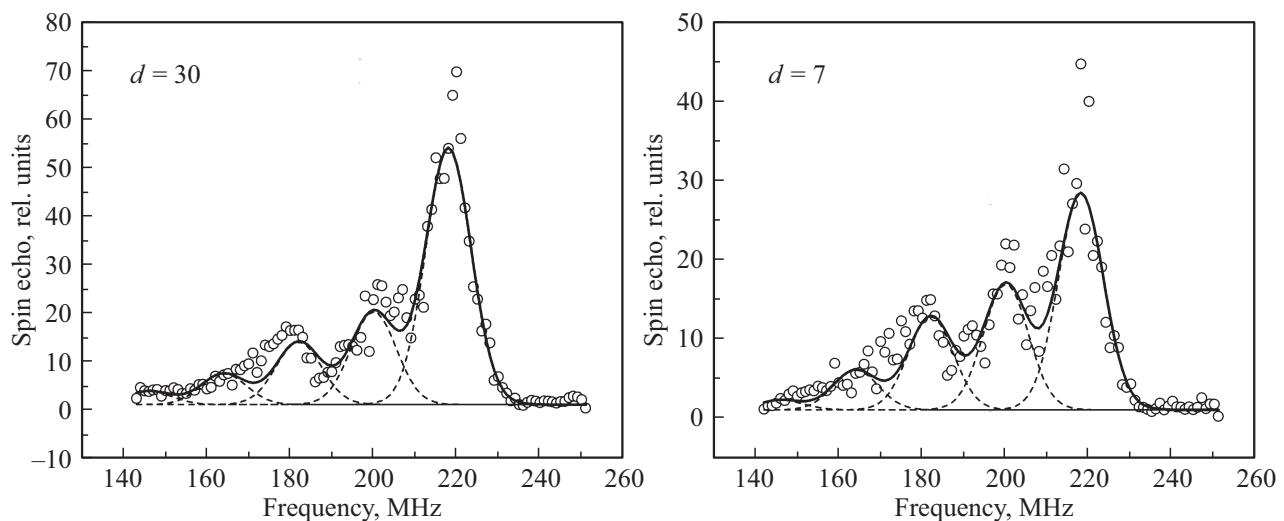 80
70
60
50
40
30
20
10
0
–10
Spin echo, rel. units
d = 30
140 160 180 200 220 240 260
Frequency, MHz
50
40
30
20
10
0
Spin echo, rel. units
d = 7
140 160 180 200 220 240 260
Frequency, MHz